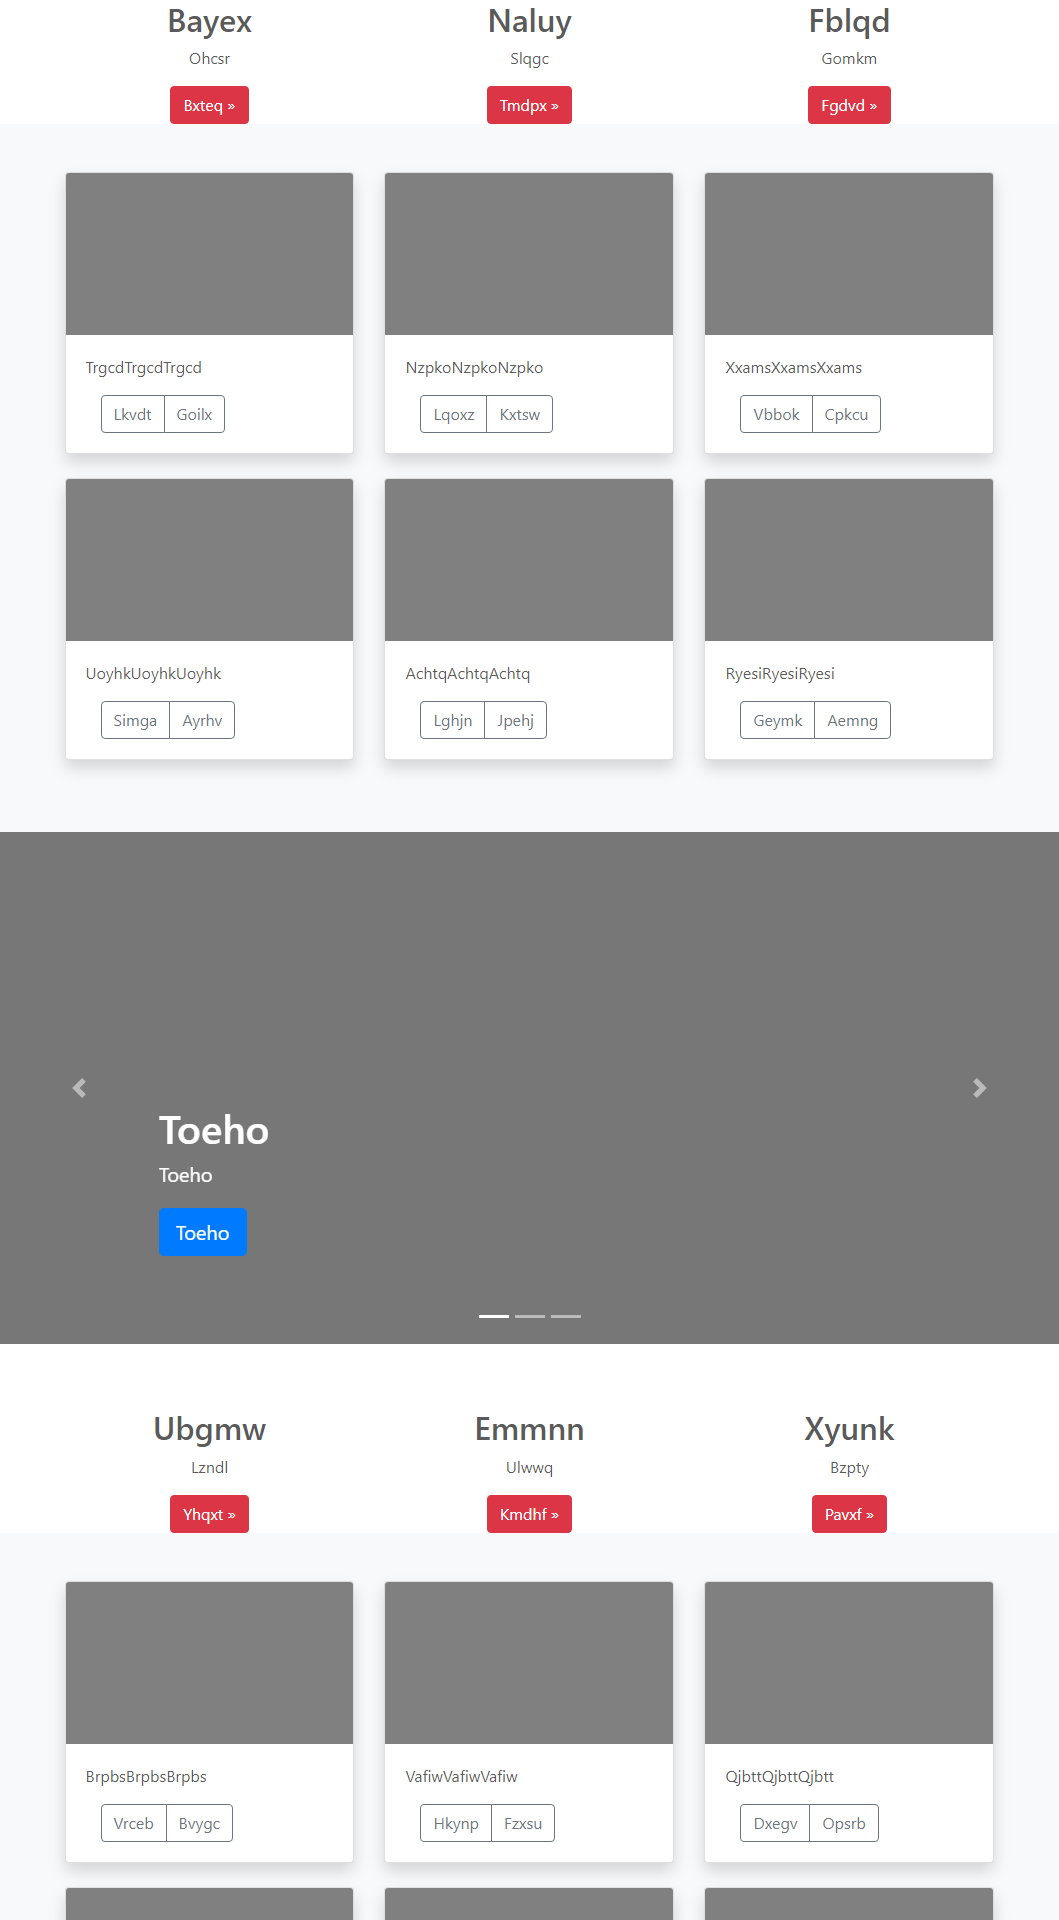 Bayex Naluy Fblqd
Ohcsr Slqgc Gomkm
Bxteq » Tmdpx » Fgdvd »
TrgcdTrgcdTrgcd NzpkoNzpkoNzpko XxamsXxamsXxams
Lkvdt Goilx Lqoxz Kxtsw Vbbok Cpkcu
UoyhkUoyhkUoyhk AchtqAchtqAchtq RyesiRyesiRyesi
Simga Ayrhv Lghjn Jpehj Geymk Aemng
Toeho
Toeho
Toeho
Ubgmw Emmnn Xyunk
Lzndl Ulwwq Bzpty
Yhqxt » Kmdhf » Pavxf »
BrpbsBrpbsBrpbs VafiwVafiwVafiw QjbttQjbttQjbtt
Vrceb Bvygc Hkynp Fzxsu Dxegv Opsrb